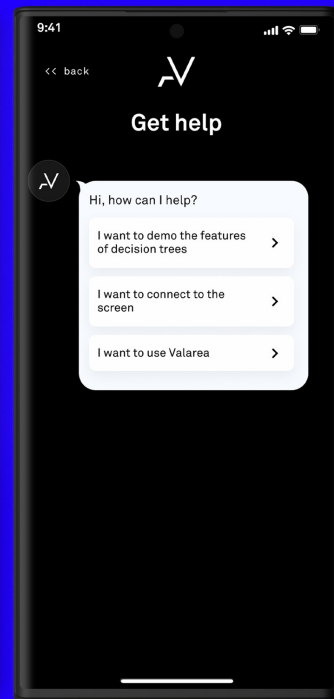 9:41
<< back
Get help
Hi, how can I help?
I want to demo the features
of decision trees
I want to connect to the
screen
I want to use Valarea